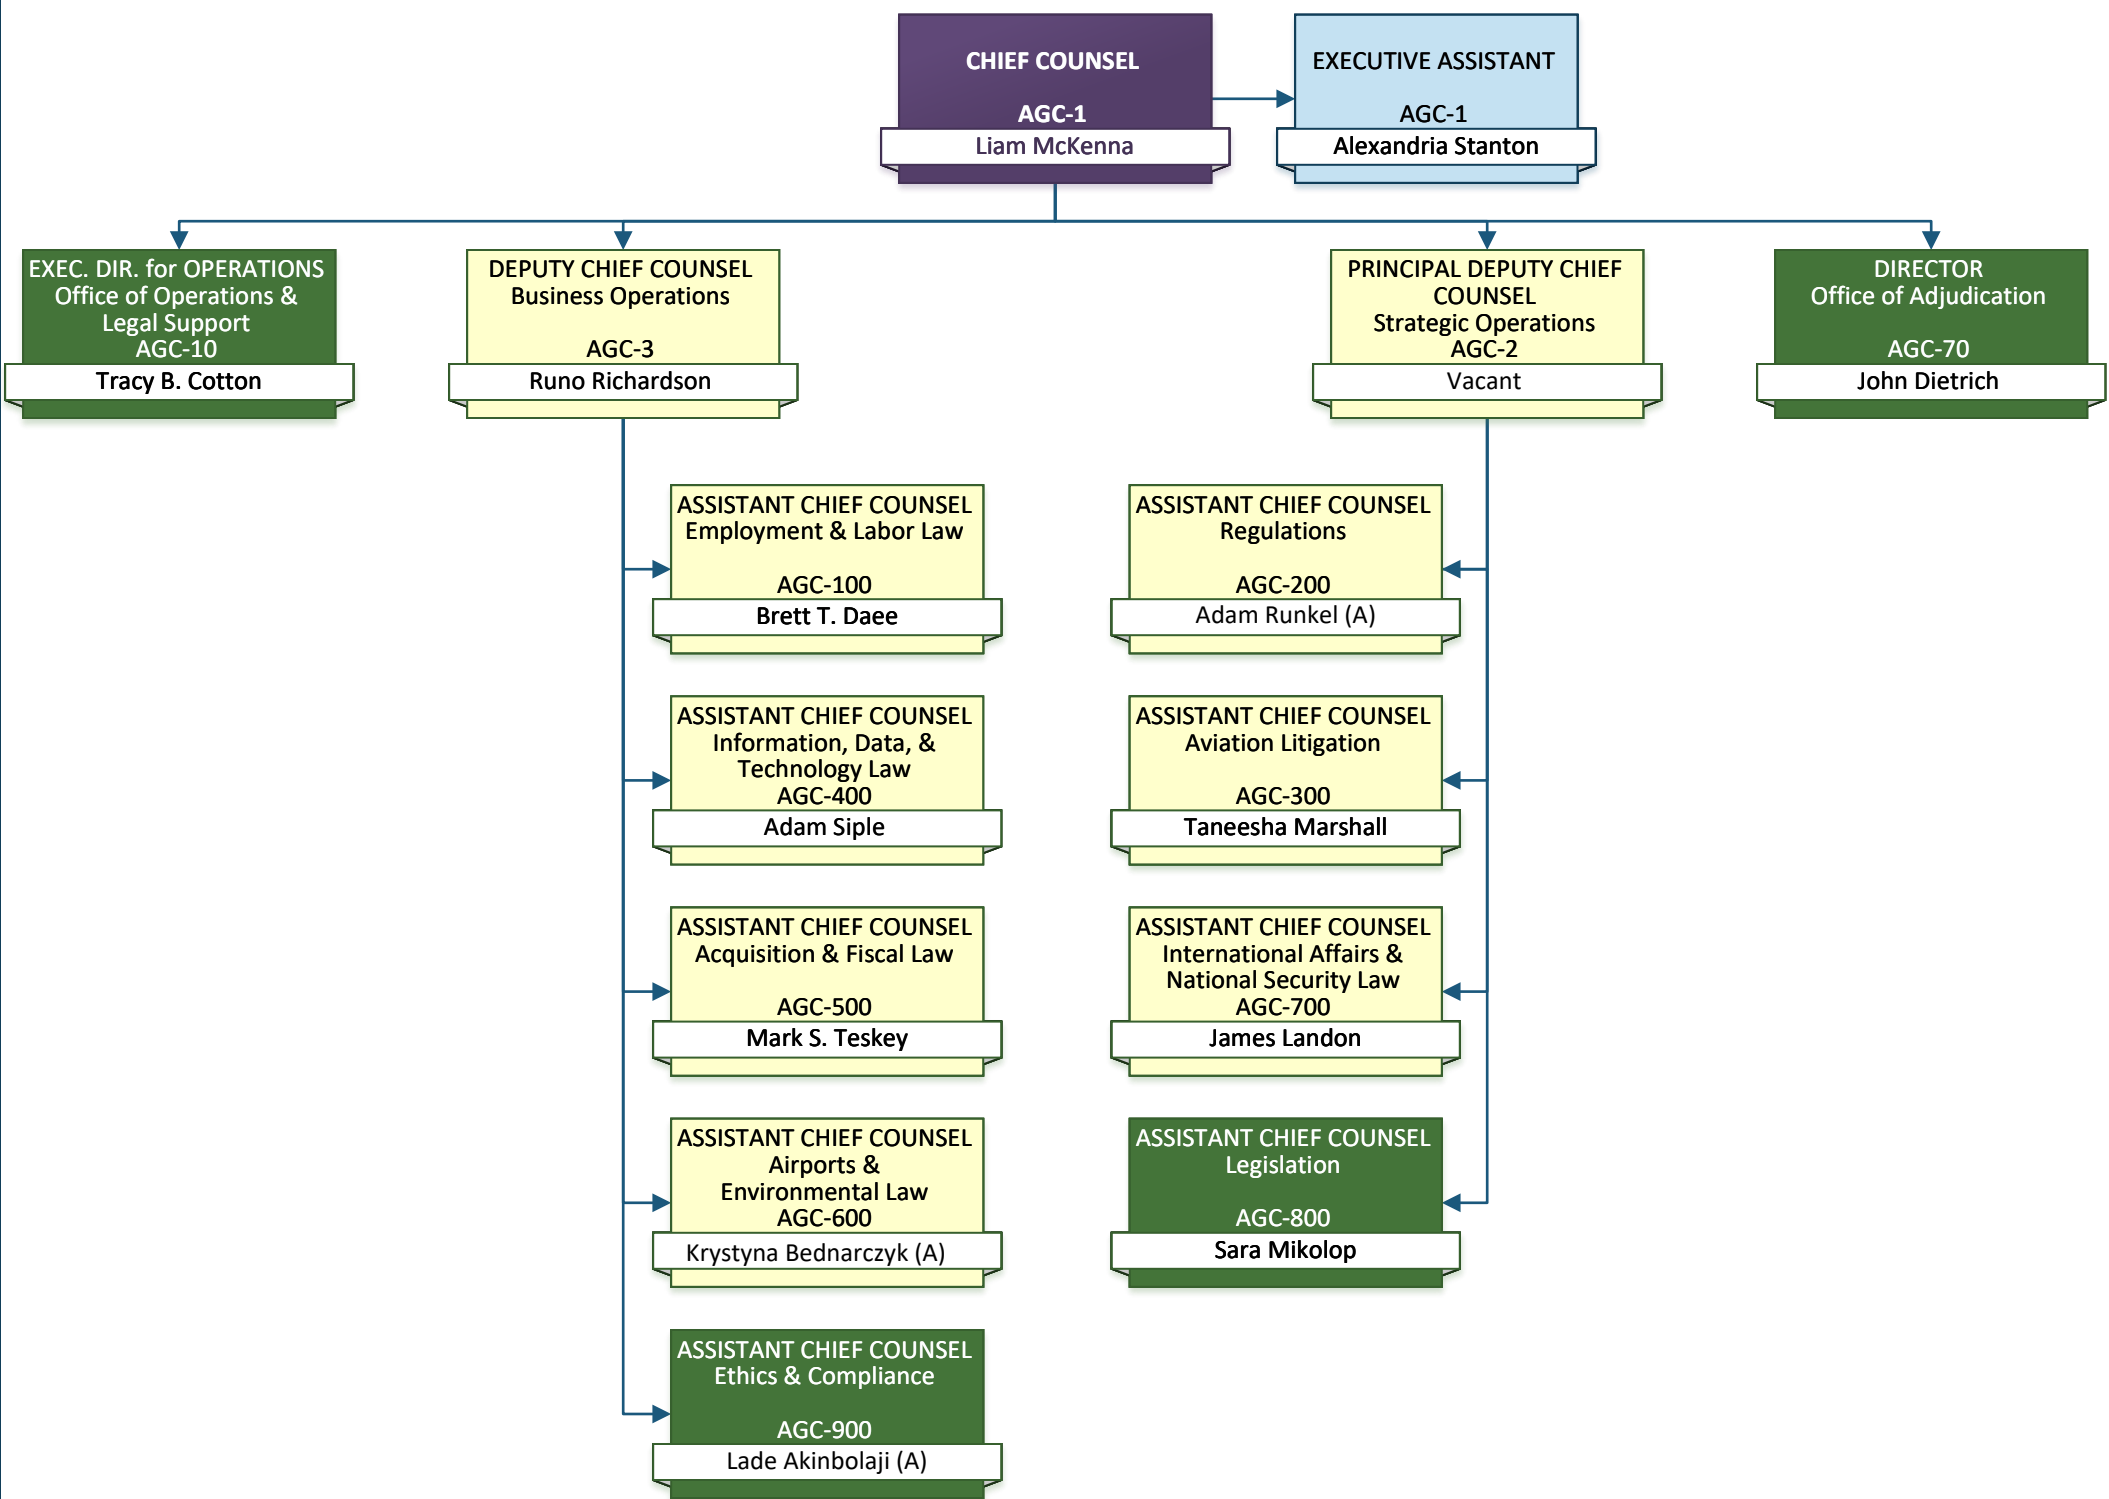 CHIEF COUNSEL
AGC-1
Liam McKenna
EXECUTIVE ASSISTANT
AGC-1
Alexandria Stanton
EXEC. DIR. for OPERATIONS
Office of Operations &
Legal Support
AGC-10
Tracy B. Cotton
DEPUTY CHIEF COUNSEL
Business Operations
AGC-3
Runo Richardson
PRINCIPAL DEPUTY CHIEF
COUNSEL
Strategic Operations
AGC-2
Vacant
DIRECTOR
Office of Adjudication
AGC-70
John Dietrich
ASSISTANT CHIEF COUNSEL
Employment & Labor Law
AGC-100
Brett T. Daee
ASSISTANT CHIEF COUNSEL
Information, Data, &
Technology Law
AGC-400
Adam Siple
ASSISTANT CHIEF COUNSEL
Acquisition & Fiscal Law
AGC-500
Mark S. Teskey
ASSISTANT CHIEF COUNSEL
Airports &
Environmental Law
AGC-600
Krystyna Bednarczyk (A)
ASSISTANT CHIEF COUNSEL
Ethics & Compliance
AGC-900
Lade Akinbolaji (A)
ASSISTANT CHIEF COUNSEL
Regulations
AGC-200
Adam Runkel (A)
ASSISTANT CHIEF COUNSEL
Aviation Litigation
AGC-300
Taneesha Marshall
ASSISTANT CHIEF COUNSEL
International Affairs &
National Security Law
AGC-700
James Landon
ASSISTANT CHIEF COUNSEL
Legislation
AGC-800
Sara Mikolop